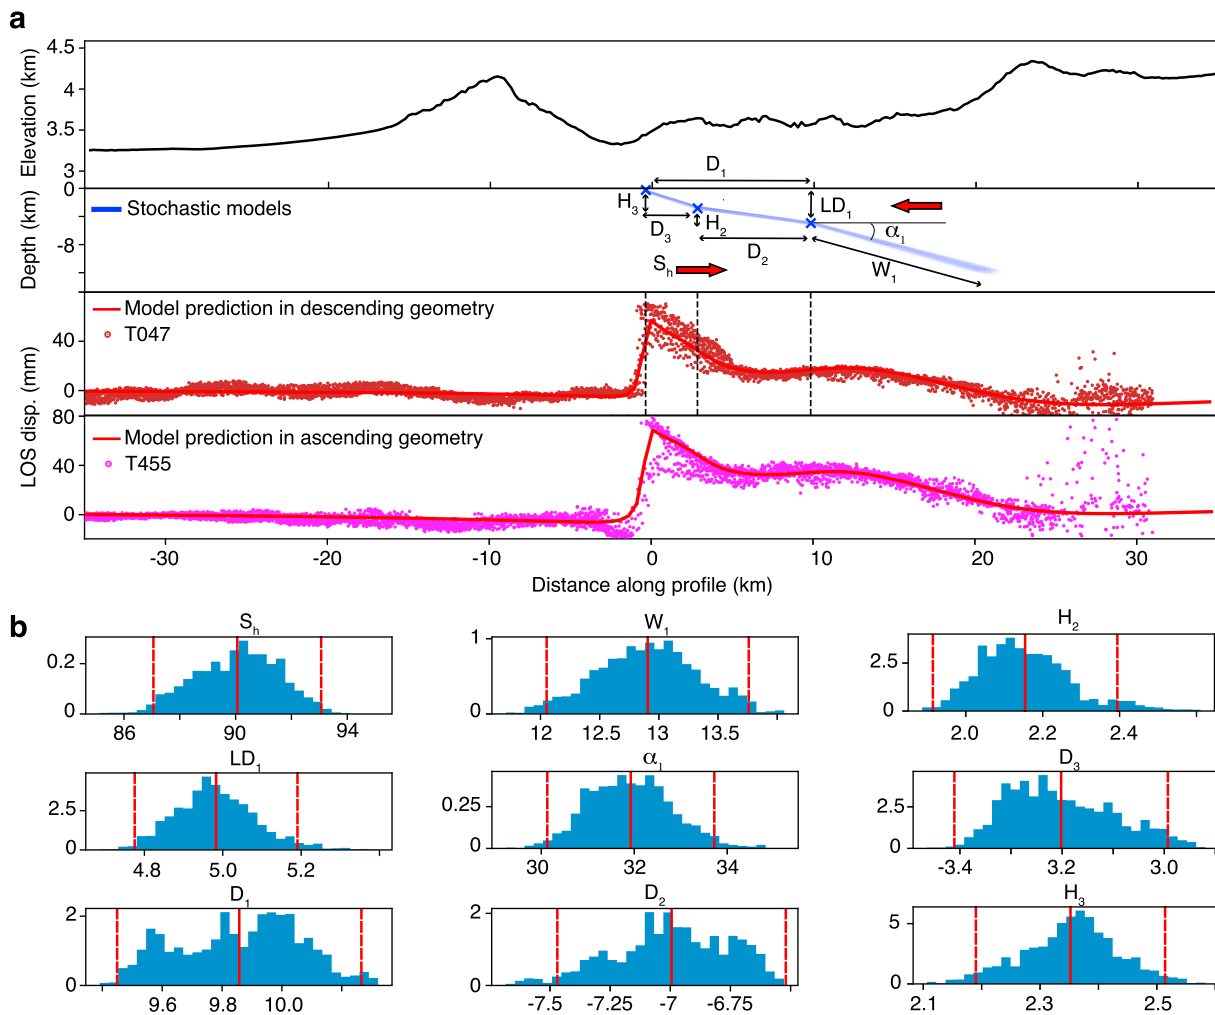 a
4.5
4
3.5
3
Elevation (km)
0
-8
Depth (km)
Stochastic models
D1
H3
D3
H2
D2
LD1
α1
W1
Sh
Model prediction in descending geometry
T047
40
0
80
Model prediction in ascending geometry
T455
40
0
LOS disp. (mm)
-30 -20 -10 0 10 20 30
Distance along profile (km)
b
Sh
0.2
0
86 90 94
W1
1
0
12 12.5 13 13.5
H2
2.5
0
2.0 2.2 2.4
LD1
2.5
0
4.8 5.0 5.2
α1
0.25
0
30 32 34
D3
2.5
0
-3.4 3.2 3.0
D1
2
0
9.6 9.8 10.0
D2
2
0
-7.5 -7.25 -7 -6.75
H3
5
0
2.1 2.3 2.5